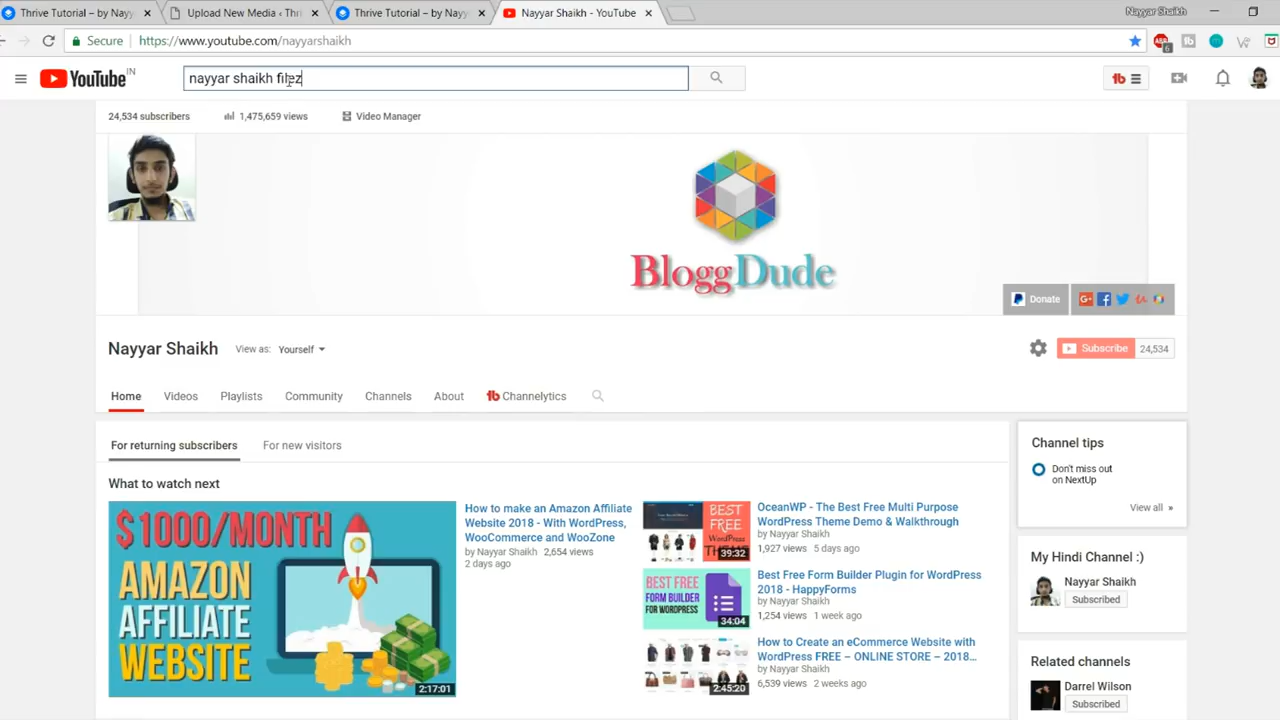 Thrive Tutorial – by Nayy
Upload New Media ‹ Thri
Thrive Tutorial – by Nayy
Nayyar Shaikh - YouTube
Nayyar Shaikh
Secure
https://www.youtube.com/nayyarshaikh
6
YouTube IN
nayyar shaikh filez
24,534 subscribers
1,475,659 views
Video Manager
BloggDude
Donate
Nayyar Shaikh
View as: Yourself
Subscribe 24,534
Home Videos Playlists Community Channels About Channelytics
For returning subscribers
For new visitors
What to watch next
$1000/MONTH
AMAZON
AFFILIATE
WEBSITE
2:17:01
How to make an Amazon Affiliate
Website 2018 - With WordPress,
WooCommerce and WooZone
by Nayyar Shaikh 2,654 views
2 days ago
BEST
FREE
WordPress
THEME
39:32
OceanWP - The Best Free Multi Purpose
WordPress Theme Demo & Walkthrough
by Nayyar Shaikh
1,927 views 5 days ago
BEST FREE
FORM BUILDER
FOR WORDPRESS
34:04
Best Free Form Builder Plugin for WordPress
2018 - HappyForms
by Nayyar Shaikh
1,254 views 1 week ago
2:45:20
How to Create an eCommerce Website with
WordPress FREE – ONLINE STORE – 2018...
by Nayyar Shaikh
6,539 views 2 weeks ago
Channel tips
Don't miss out
on NextUp
View all »
My Hindi Channel :)
Nayyar Shaikh
Subscribed
Related channels
Darrel Wilson
Subscribed